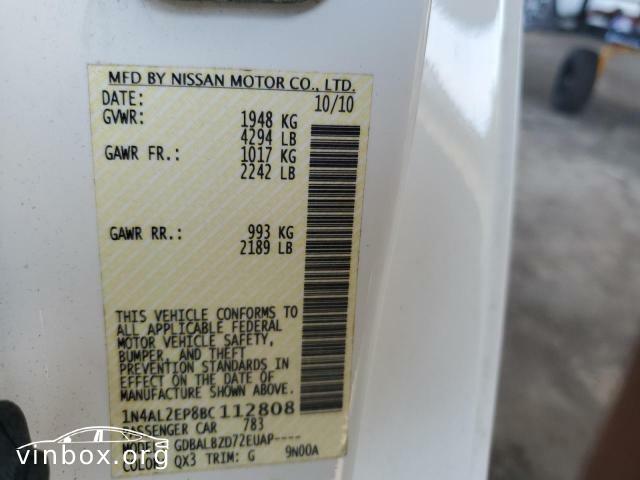 MFD BY NISSAN MOTOR CO., LTD.
DATE: 10/10
GVWR: 1948 KG
4294 LB
GAWR FR.: 1017 KG
2242 LB
GAWR RR.: 993 KG
2189 LB
THIS VEHICLE CONFORMS TO
ALL APPLICABLE FEDERAL
MOTOR VEHICLE SAFETY,
BUMPER, AND THEFT
PREVENTION STANDARDS IN
EFFECT ON THE DATE OF
MANUFACTURE SHOWN ABOVE.
1N4AL2EP8BC112808
PASSENGER CAR 783
MODEL: GDBALBZD72EUAP----
COLOR: QX3 TRIM: G 9N00A
vinbox.org